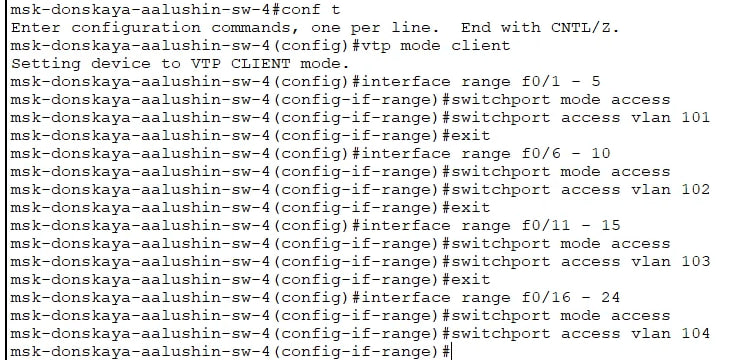 msk-donskaya-aalushin-sw-4#conf t
Enter configuration commands, one per line.  End with CNTL/Z.
msk-donskaya-aalushin-sw-4(config)#vtp mode client
Setting device to VTP CLIENT mode.
msk-donskaya-aalushin-sw-4(config)#interface range f0/1 - 5
msk-donskaya-aalushin-sw-4(config-if-range)#switchport mode access
msk-donskaya-aalushin-sw-4(config-if-range)#switchport access vlan 101
msk-donskaya-aalushin-sw-4(config-if-range)#exit
msk-donskaya-aalushin-sw-4(config)#interface range f0/6 - 10
msk-donskaya-aalushin-sw-4(config-if-range)#switchport mode access
msk-donskaya-aalushin-sw-4(config-if-range)#switchport access vlan 102
msk-donskaya-aalushin-sw-4(config-if-range)#exit
msk-donskaya-aalushin-sw-4(config)#interface range f0/11 - 15
msk-donskaya-aalushin-sw-4(config-if-range)#switchport mode access
msk-donskaya-aalushin-sw-4(config-if-range)#switchport access vlan 103
msk-donskaya-aalushin-sw-4(config-if-range)#exit
msk-donskaya-aalushin-sw-4(config)#interface range f0/16 - 24
msk-donskaya-aalushin-sw-4(config-if-range)#switchport mode access
msk-donskaya-aalushin-sw-4(config-if-range)#switchport access vlan 104
msk-donskaya-aalushin-sw-4(config-if-range)#